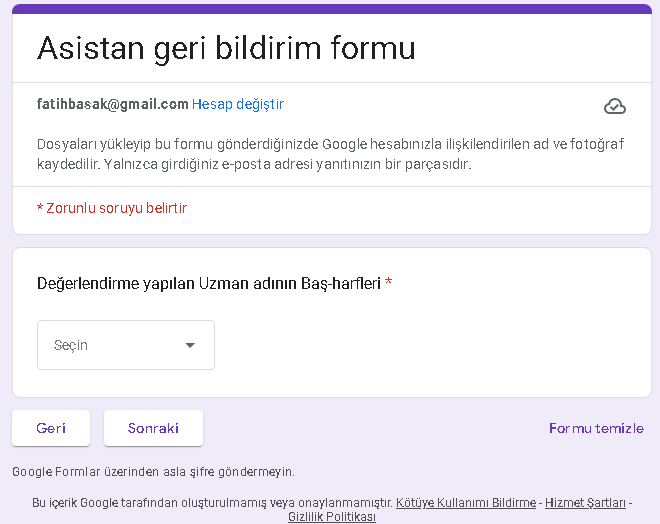 Asistan geri bildirim formu
fatihbasak@gmail.com Hesap değiştir
Dosyaları yükleyip bu formu gönderdiğinizde Google hesabınızla ilişkilendirilen ad ve fotoğraf
kaydedilir. Yalnızca girdiğiniz e-posta adresi yanıtınızın bir parçasıdır.
* Zorunlu soruyu belirtir
Değerlendirme yapılan Uzman adının Baş-harfleri *
Seçin
Geri Sonraki Formu temizle
Google Formlar üzerinden asla şifre göndermeyin.
Bu içerik Google tarafından oluşturulmamış veya onaylanmamıştır. Kötüye Kullanımı Bildirme - Hizmet Şartları -
Gizlilik Politikası